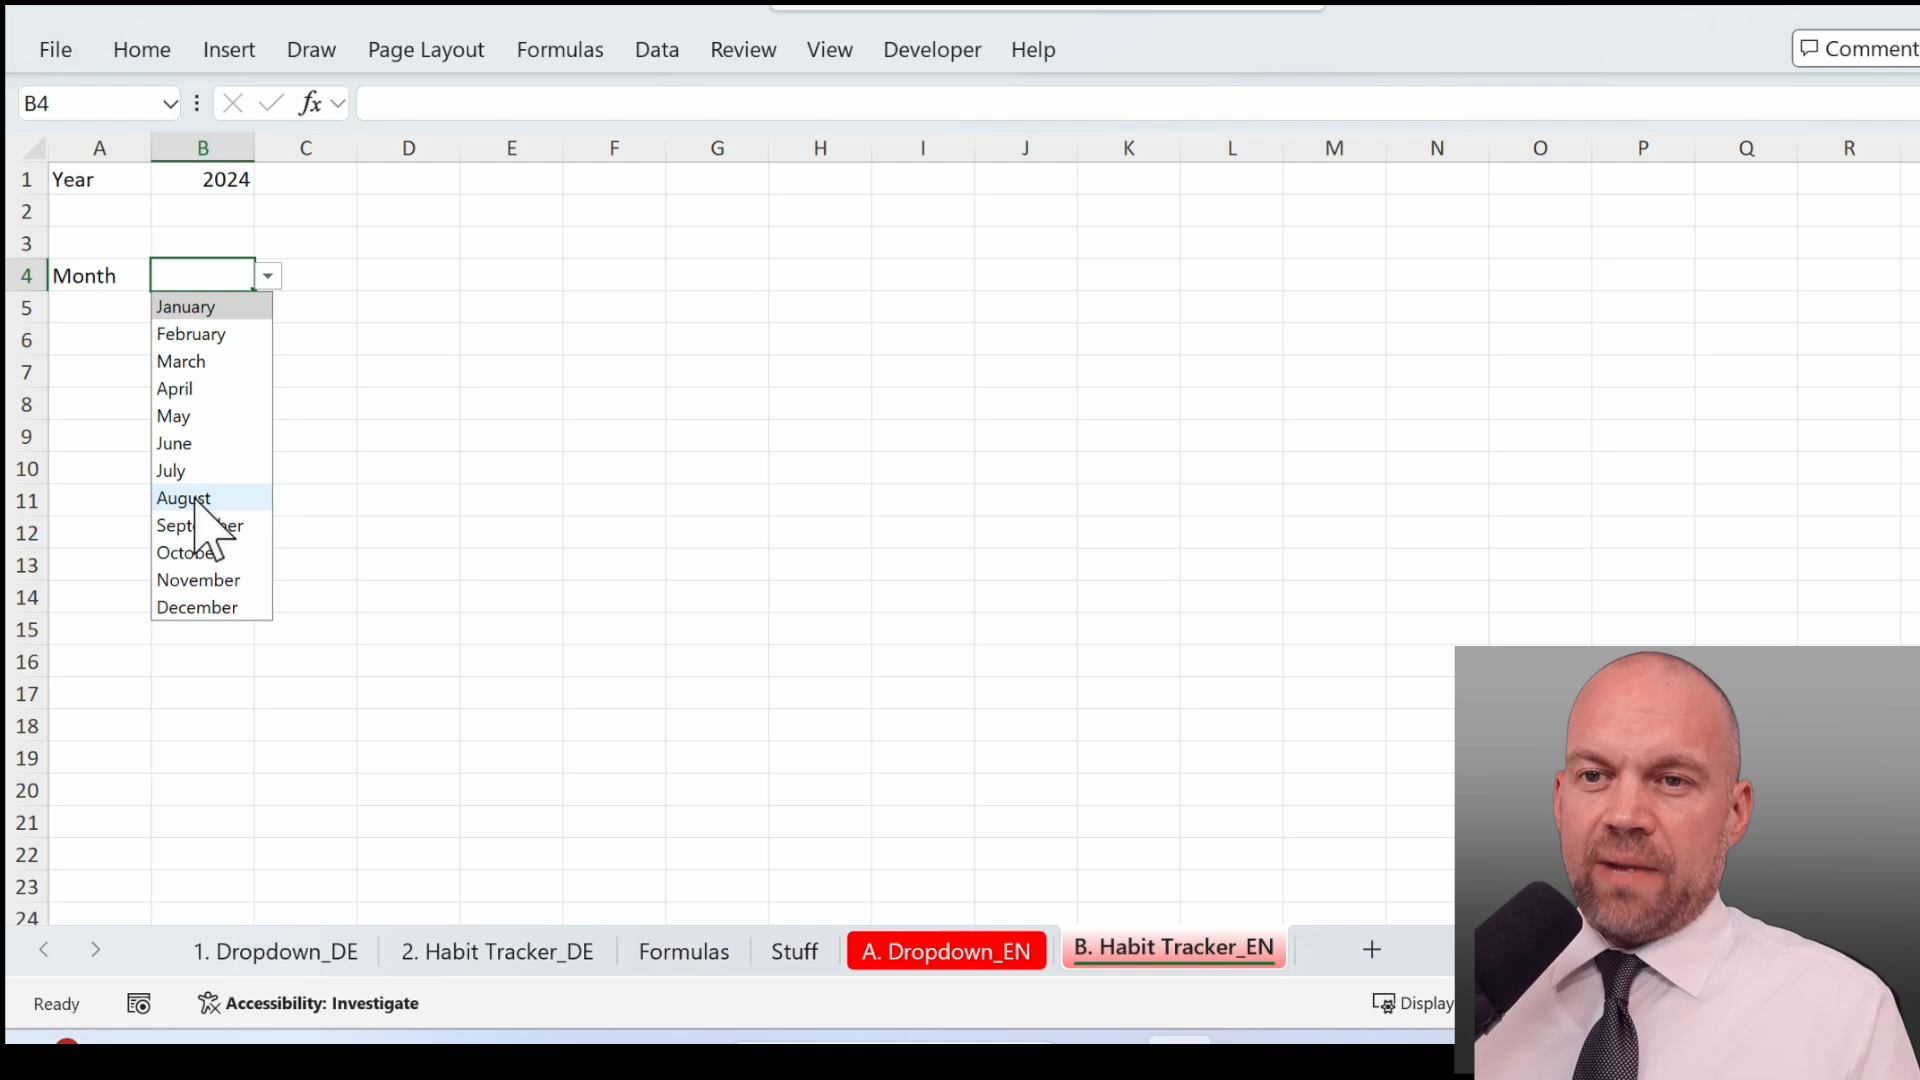 File Home Insert Draw Page Layout Formulas Data Review View Developer Help Comment
B4 fx
A B C D E F G H I J K L M N O P Q R
1 Year 2024
2
3
4 Month
5 January
6 February
7 March
8 April
9 May
10 June
11 July
12 August
13 September
14 October
15 November
16 December
17
18
19
20
21
22
23
24
1. Dropdown_DE 2. Habit Tracker_DE Formulas Stuff A. Dropdown_EN B. Habit Tracker_EN +
Ready Accessibility: Investigate Display